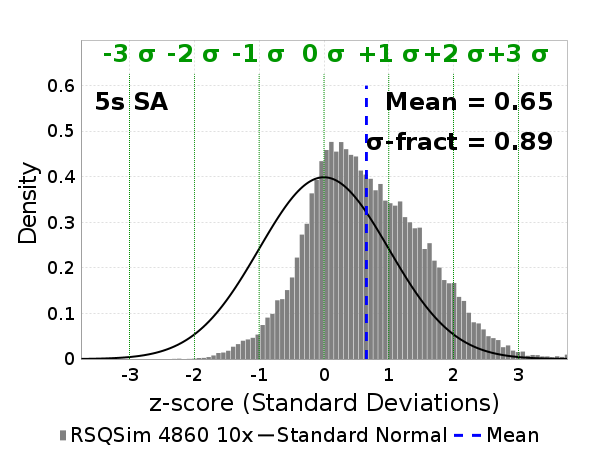 -3 σ -2 σ -1 σ 0 σ +1 σ +2 σ +3 σ
0.6
5s SA
Mean = 0.65
0.5
σ-fract = 0.89
0.4
0.3
0.2
0.1
0
Density
-3 -2 -1 0 1 2 3
z-score (Standard Deviations)
RSQSim 4860 10x Standard Normal Mean